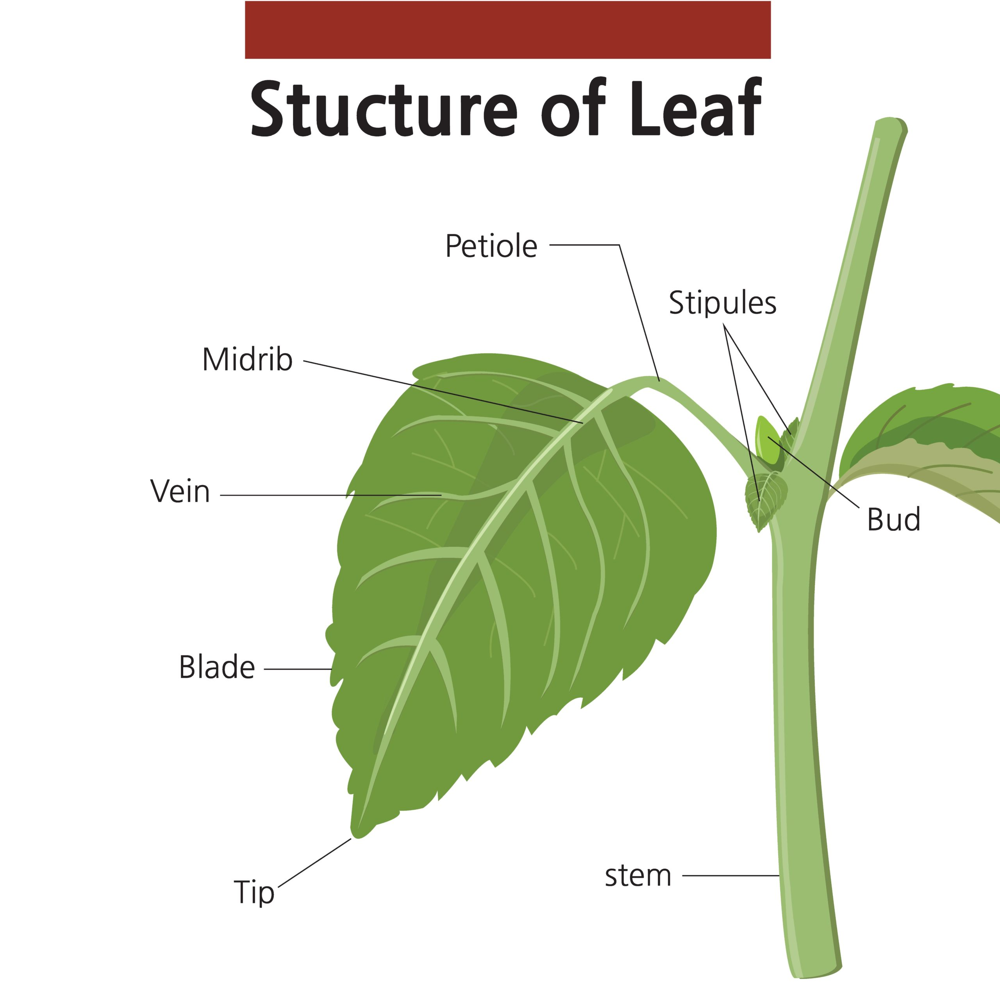 Stucture of Leaf
Petiole
Stipules
Midrib
Vein
Bud
Blade
stem
Tip